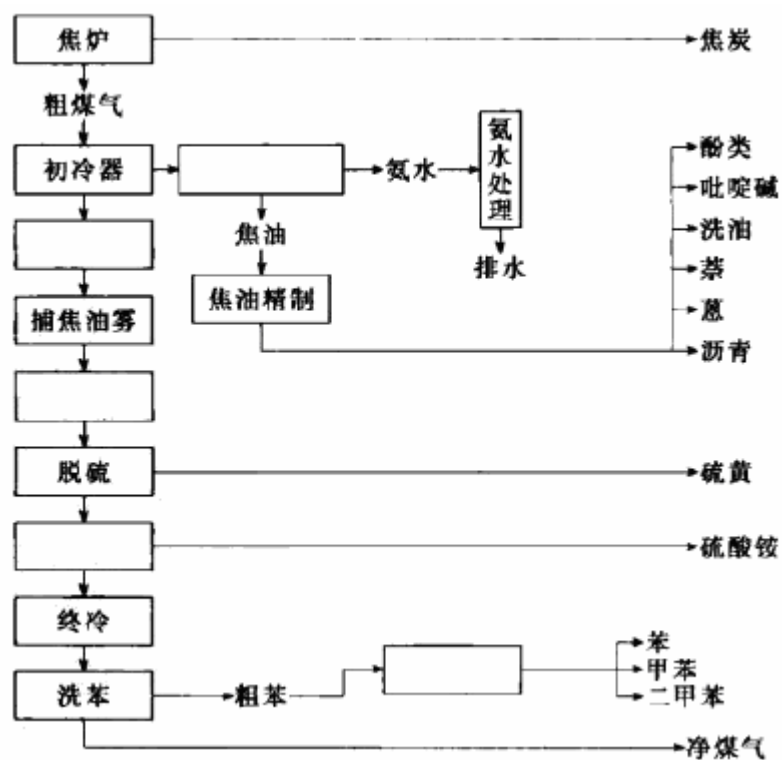 焦炉
焦炭
粗煤气
初冷器
氨水
氨水处理
酚类
吡啶碱
洗油
萘
蒽
沥青
焦油
排水
焦油精制
捕焦油雾
脱硫
硫黄
硫酸铵
终冷
洗苯
粗苯
苯
甲苯
二甲苯
净煤气